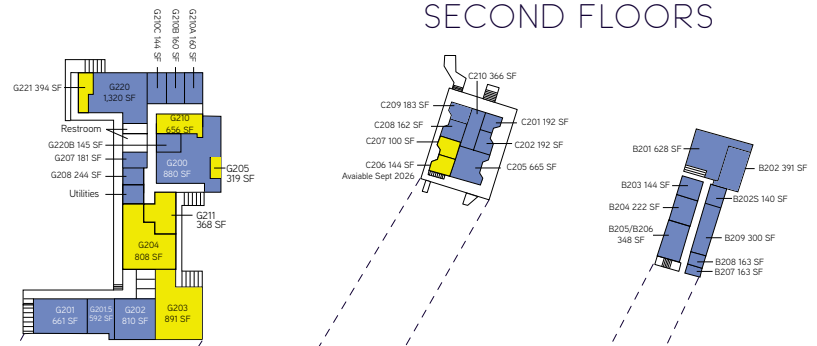 SECOND FLOORS
G210C 144 SF
G210B 160 SF
G210A 160 SF
G221 394 SF
G220
1,320 SF
Restroom
G210
656 SF
G220B 145 SF
G207 181 SF
G200
880 SF
G205
319 SF
G208 244 SF
Utilities
G211
368 SF
G204
808 SF
G201
661 SF
G2015
592 SF
G202
810 SF
G203
891 SF
C210 366 SF
C209 183 SF
C201 192 SF
C208 162 SF
C207 100 SF
C202 192 SF
C206 144 SF
Avaiable Sept 2026
C205 665 SF
B201 628 SF
B202 391 SF
B203 144 SF
B202S 140 SF
B204 222 SF
B205/B206
348 SF
B209 300 SF
B208 163 SF
B207 163 SF